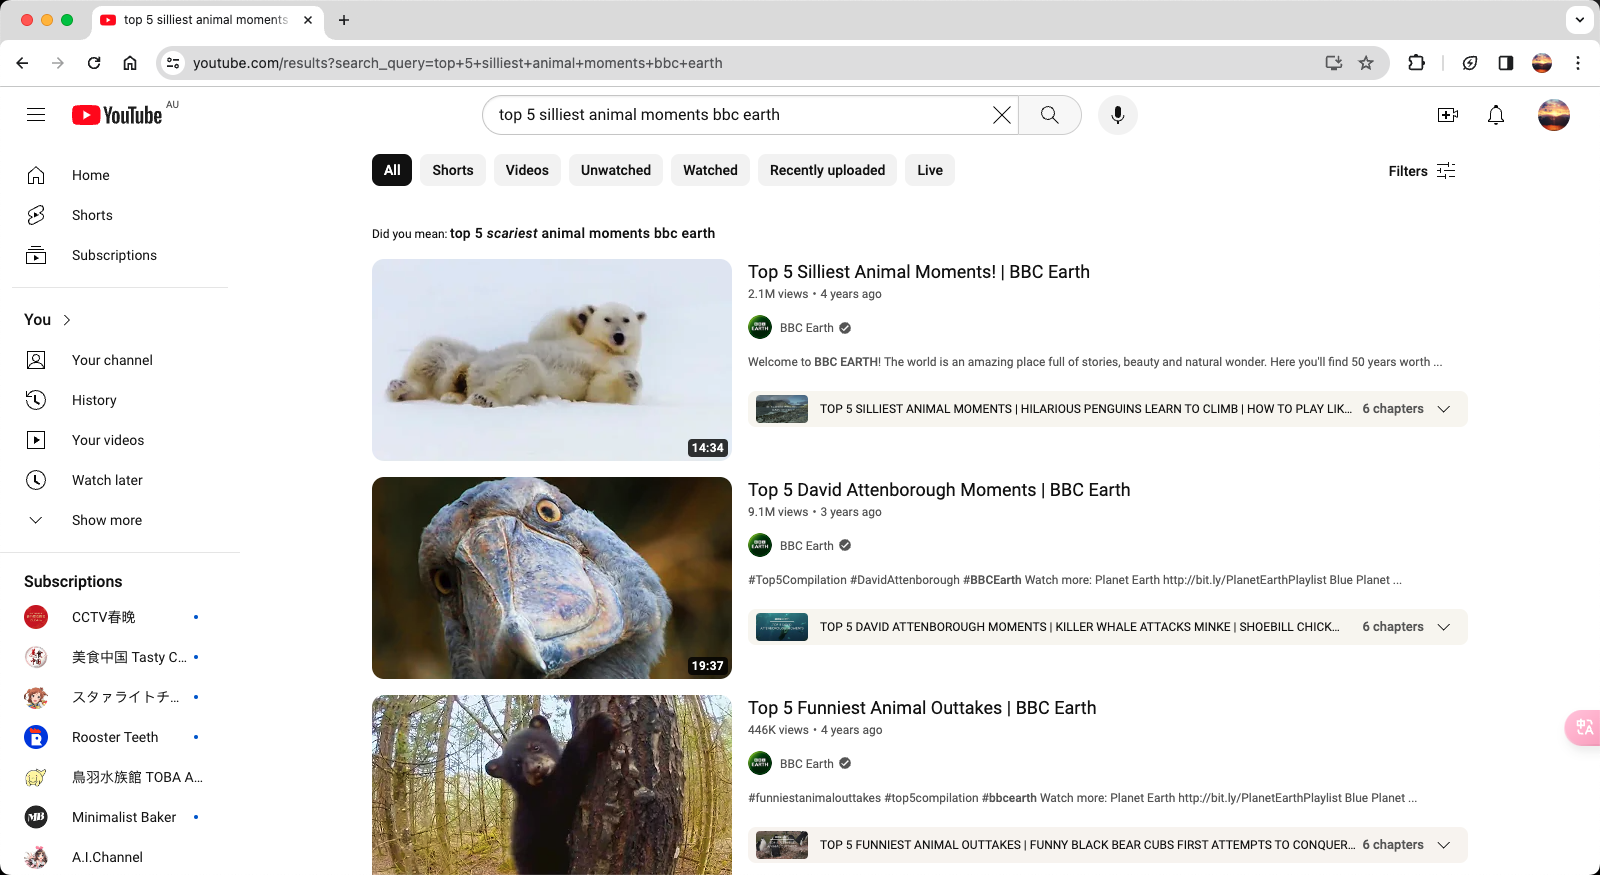 top 5 silliest animal moments
youtube.com/results?search_query=top+5+silliest+animal+moments+bbc+earth
YouTube AU
top 5 silliest animal moments bbc earth
Home
Shorts
Subscriptions
You
Your channel
History
Your videos
Watch later
Show more
Subscriptions
CCTV春晚
美食中国 Tasty C...
スタァライトチ...
Rooster Teeth
鳥羽水族館 TOBA A...
Minimalist Baker
A.I.Channel
All
Shorts
Videos
Unwatched
Watched
Recently uploaded
Live
Filters
Did you mean: top 5 scariest animal moments bbc earth
14:34
Top 5 Silliest Animal Moments! | BBC Earth
2.1M views • 4 years ago
BBC Earth
Welcome to BBC EARTH! The world is an amazing place full of stories, beauty and natural wonder. Here you'll find 50 years worth ...
TOP 5 SILLIEST ANIMAL MOMENTS | HILARIOUS PENGUINS LEARN TO CLIMB | HOW TO PLAY LIK...
6 chapters
19:37
Top 5 David Attenborough Moments | BBC Earth
9.1M views • 3 years ago
BBC Earth
#Top5Compilation #DavidAttenborough #BBCEarth Watch more: Planet Earth http://bit.ly/PlanetEarthPlaylist Blue Planet ...
TOP 5 DAVID ATTENBOROUGH MOMENTS | KILLER WHALE ATTACKS MINKE | SHOEBILL CHICK...
6 chapters
Top 5 Funniest Animal Outtakes | BBC Earth
446K views • 4 years ago
BBC Earth
#funniestanimalouttakes #top5compilation #bbcearth Watch more: Planet Earth http://bit.ly/PlanetEarthPlaylist Blue Planet ...
TOP 5 FUNNIEST ANIMAL OUTTAKES | FUNNY BLACK BEAR CUBS FIRST ATTEMPTS TO CONQUER...
6 chapters